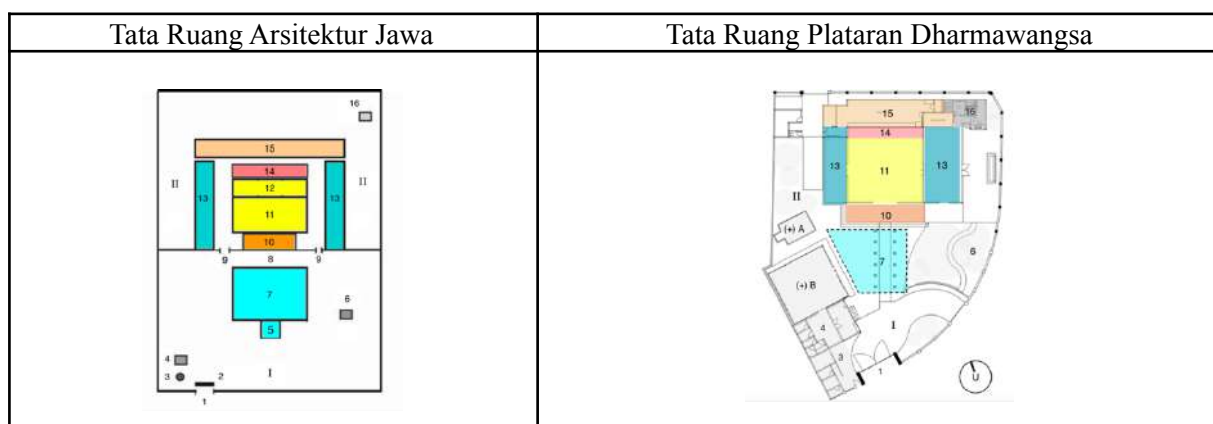 Tata Ruang Arsitektur Jawa
Tata Ruang Plataran Dharmawangsa
16
15
14
II 12 II
13 13
11
10
9 8 9
7
6
5
4
3 2
I
1
15 16
14
13 11 13
II
10
(+) A
7 6
(+) B
I
4
3
1
U